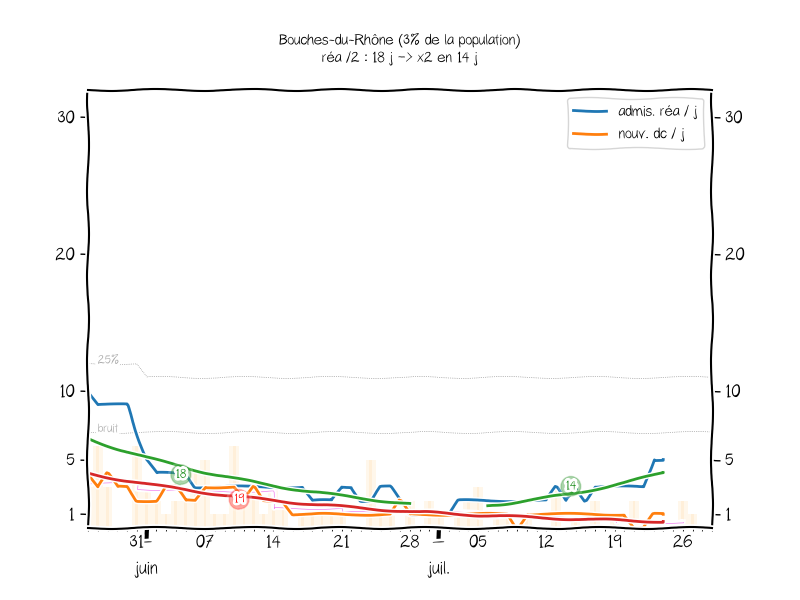 Bouches-du-Rhône (3% de la population)
réa /2 : 18 j -> x2 en 14 j
admis. réa / j
nouv. dc / j
30
30
20
20
25%
10
10
bruit
5
5
18
14
19
1
1
31 07 14 21 28 05 12 19 26
juin juil.